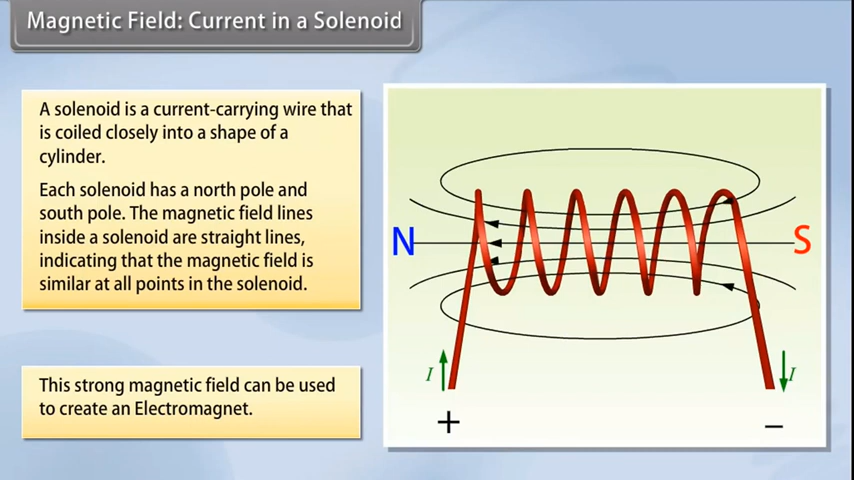 Magnetic Field: Current in a Solenoid
A solenoid is a current-carrying wire that
is coiled closely into a shape of a
cylinder.
Each solenoid has a north pole and
south pole. The magnetic field lines
inside a solenoid are straight lines,
indicating that the magnetic field is
similar at all points in the solenoid.
This strong magnetic field can be used
to create an Electromagnet.
N
S
I
I
+
−